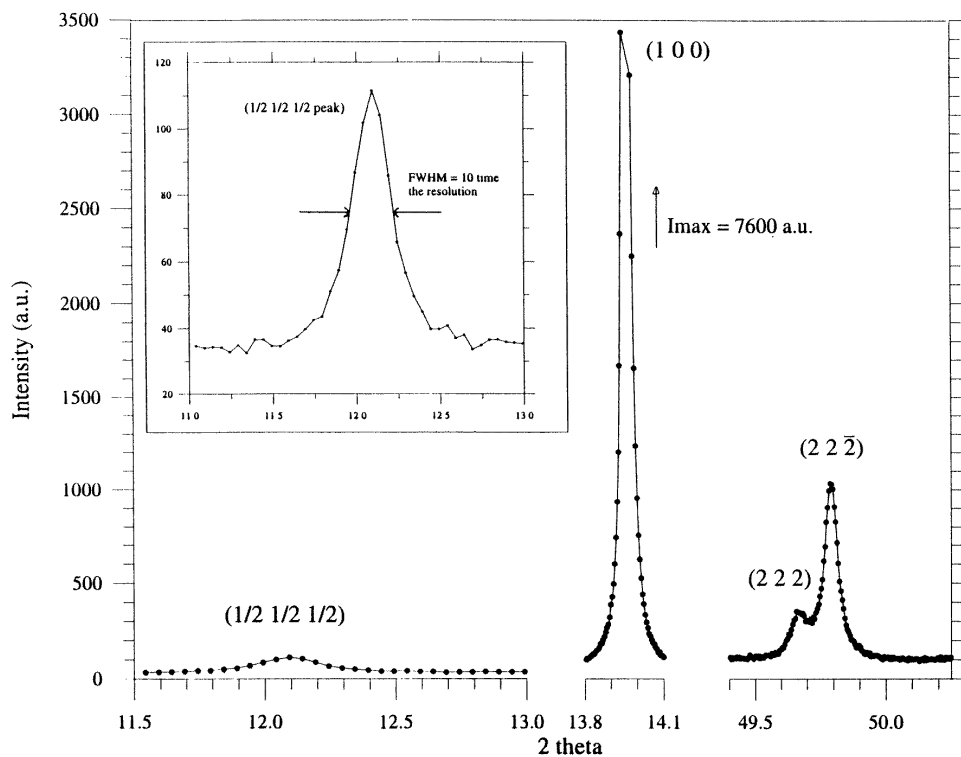 3500
3000
3500
3000
2500
2000
1500
1000
500
0
Intensity (a.u.)
120
100
80
60
40
20
11.0
11.5
12.0
12.5
13.0
(1/2 1/2 1/2 peak)
FWHM = 10 time
the resolution
(1 0 0)
Imax = 7600 a.u.
(2 2 2̅)
(2 2 2)
(1/2 1/2 1/2)
11.5
12.0
12.5
13.0
13.8
14.1
49.5
50.0
2 theta